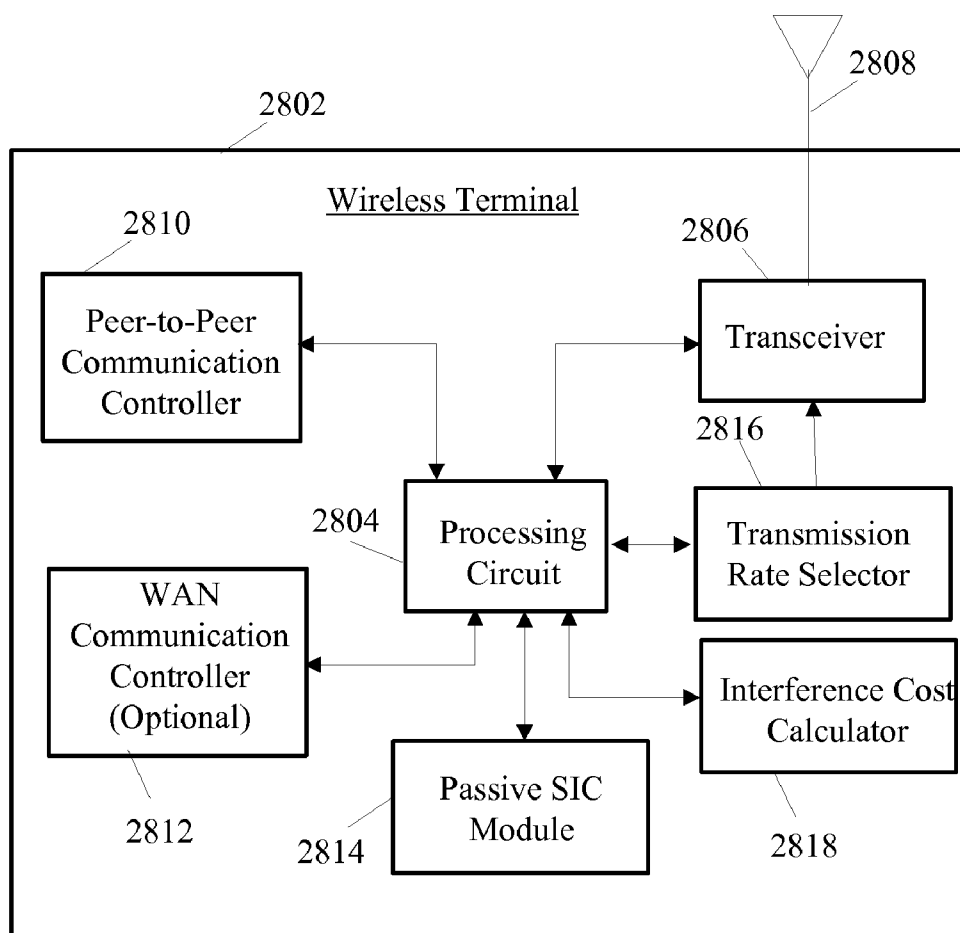 2808
2802
Wireless Terminal
2810
2806
Peer-to-Peer
Communication
Controller
Transceiver
2816
2804
Processing
Circuit
Transmission
Rate Selector
WAN
Communication
Controller
(Optional)
Interference Cost
Calculator
Passive SIC
Module
2812
2814
2818